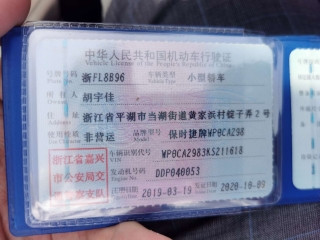 中华人民共和国机动车行驶证
Vehicle License of the People's Republic of China
号牌号码 浙FL8B96 车辆类型 小型轿车
所有人 胡宇佳
住址 浙江省平湖市当湖街道黄家浜村锭子弄2号
使用性质 非营运 品牌型号 保时捷牌WP0CA298
浙江省嘉兴 车辆识别代号 WP0CA2983KS211618
VIN
市公安局交 发动机号码 DDP040053
警支队 注册日期 2019-03-19 发证日期 2020-10-09